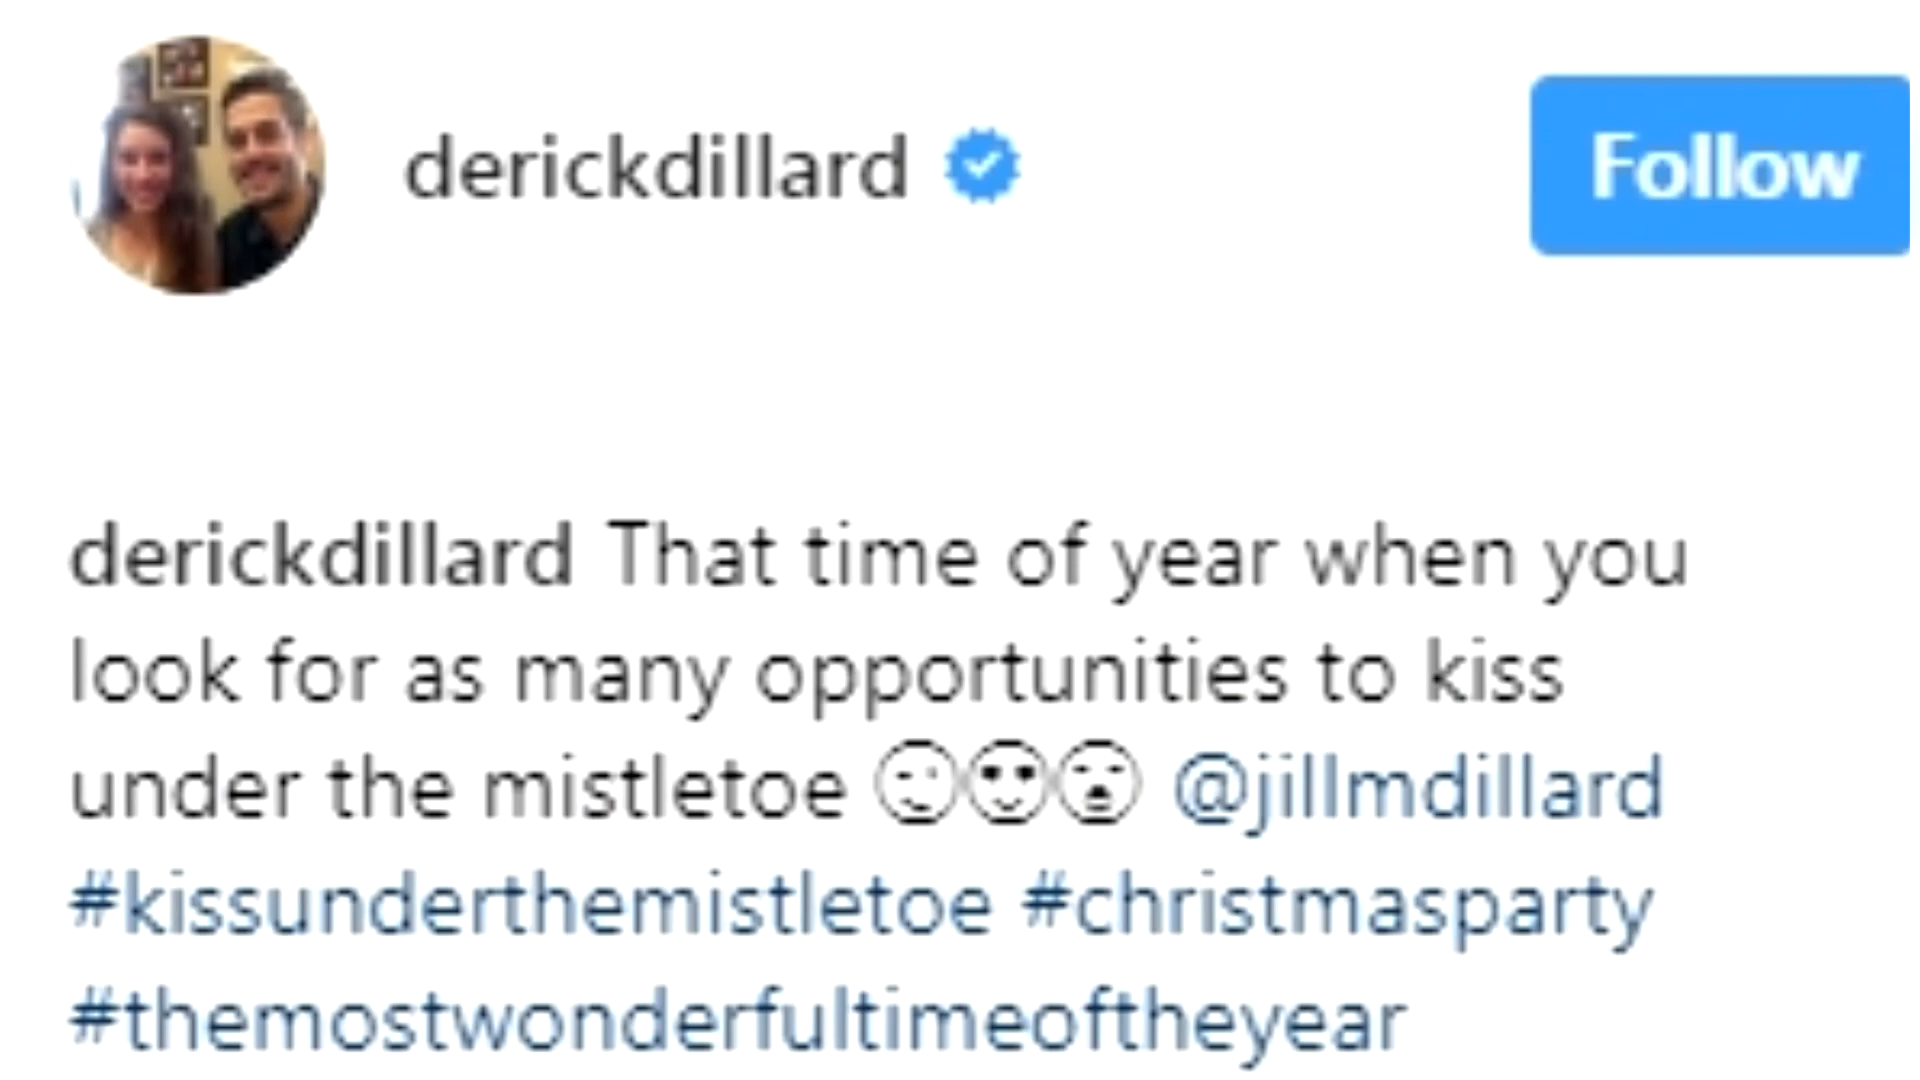 derickdillard
Follow
derickdillard That time of year when you
look for as many opportunities to kiss
under the mistletoe 😉😍😚 @jillmdillard
#kissunderthemistletoe #christmasparty
#themostwonderfultimeoftheyear